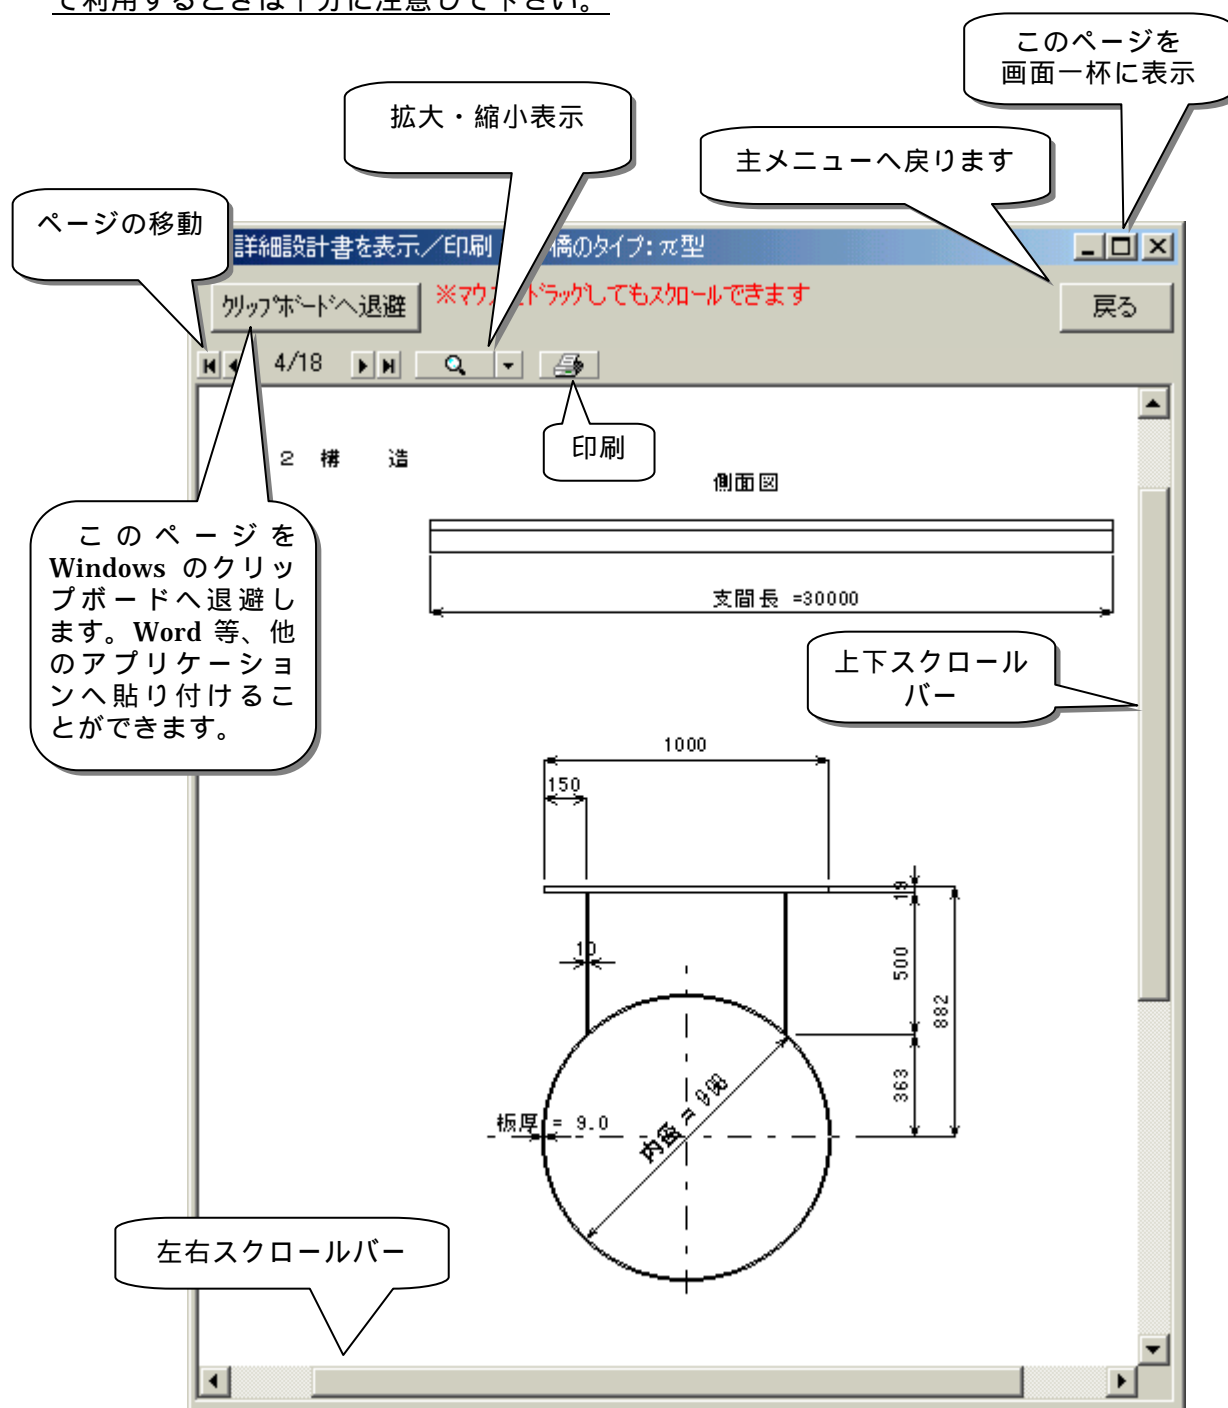 で利用するときは十分に注意して下さい。
このページを
画面一杯に表示
拡大・縮小表示
主メニューへ戻ります
ページの移動
詳細設計書を表示／印刷
橋のタイプ：π型
クリップボードへ退避
※マウスをドラッグしてもスクロールできます
戻る
4/18
印刷
2 構 造
側面図
このページを
Windows のクリッ
プボードへ退避し
ます。Word 等、他
のアプリケーショ
ンへ貼り付けるこ
とができます。
支間長 =30000
上下スクロール
バー
1000
150
19
10
500
882
363
板厚 = 9.0
内径 =
左右スクロールバー